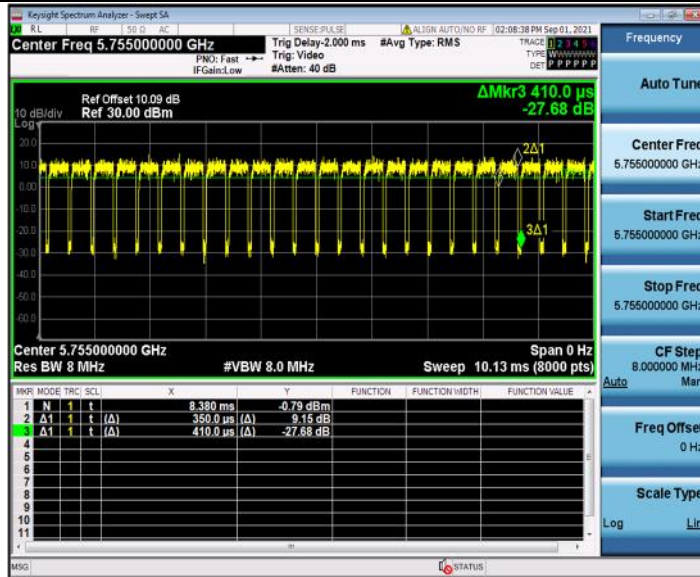 Keysight Spectrum Analyzer - Swept SA
RL RF 50 Ω AC SENSE:PULSE ALIGN AUTO/NO RF 02:08:38 PM Sep 01, 2021
Center Freq 5.755000000 GHz
PNO: Fast
IFGain:Low
Trig Delay-2.000 ms
Trig: Video
#Atten: 40 dB
#Avg Type: RMS
TRACE 1 2 3 4 5 6
TYPE
DET P P P P P P
Ref Offset 10.09 dB
10 dB/div Ref 30.00 dBm
Log
ΔMkr3 410.0 µs
-27.68 dB
20.0
10.0
0.00
-10.0
-20.0
-30.0
-40.0
-50.0
-60.0
2Δ1
3Δ1
Center 5.755000000 GHz Span 0 Hz
Res BW 8 MHz #VBW 8.0 MHz Sweep 10.13 ms (8000 pts)
MKR MODE TRC SCL X Y FUNCTION FUNCTION WIDTH FUNCTION VALUE
1 N 1 t 8.380 ms -0.79 dBm
2 Δ1 1 t (Δ) 350.0 µs (Δ) 9.15 dB
3 Δ1 1 t (Δ) 410.0 µs (Δ) -27.68 dB
4
5
6
7
8
9
10
11
MSG STATUS
Frequency
Auto Tune
Center Freq
5.755000000 GHz
Start Freq
5.755000000 GHz
Stop Freq
5.755000000 GHz
CF Step
8.000000 MHz
Auto Man
Freq Offset
0 Hz
Scale Type
Log Lin